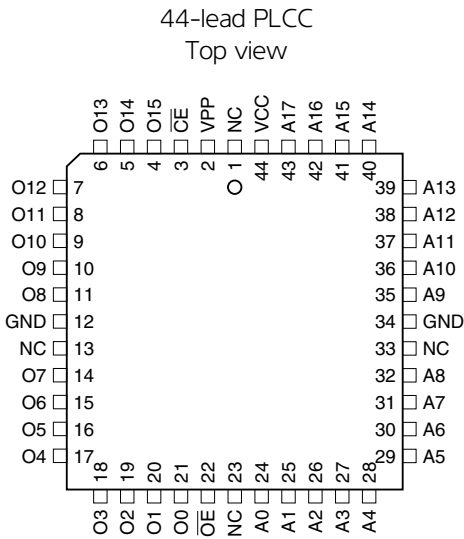 44-lead PLCC
Top view
O13 O14 O15 CE VPP NC VCC A17 A16 A15 A14
6 5 4 3 2 1 44 43 42 41 40
O12 7 39 A13
O11 8 38 A12
O10 9 37 A11
O9 10 36 A10
O8 11 35 A9
GND 12 34 GND
NC 13 33 NC
O7 14 32 A8
O6 15 31 A7
O5 16 30 A6
O4 17 29 A5
18 19 20 21 22 23 24 25 26 27 28
O3 O2 O1 O0 OE NC A0 A1 A2 A3 A4